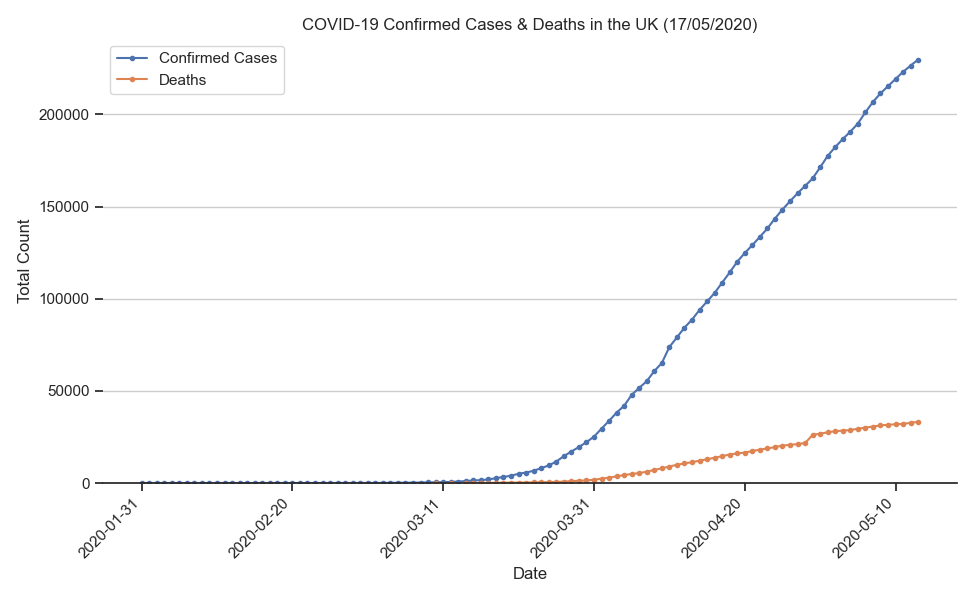 COVID-19 Confirmed Cases & Deaths in the UK (17/05/2020)
Confirmed Cases
Deaths
200000
150000
100000
50000
0
Total Count
2020-01-31
2020-02-20
2020-03-11
2020-03-31
2020-04-20
2020-05-10
Date